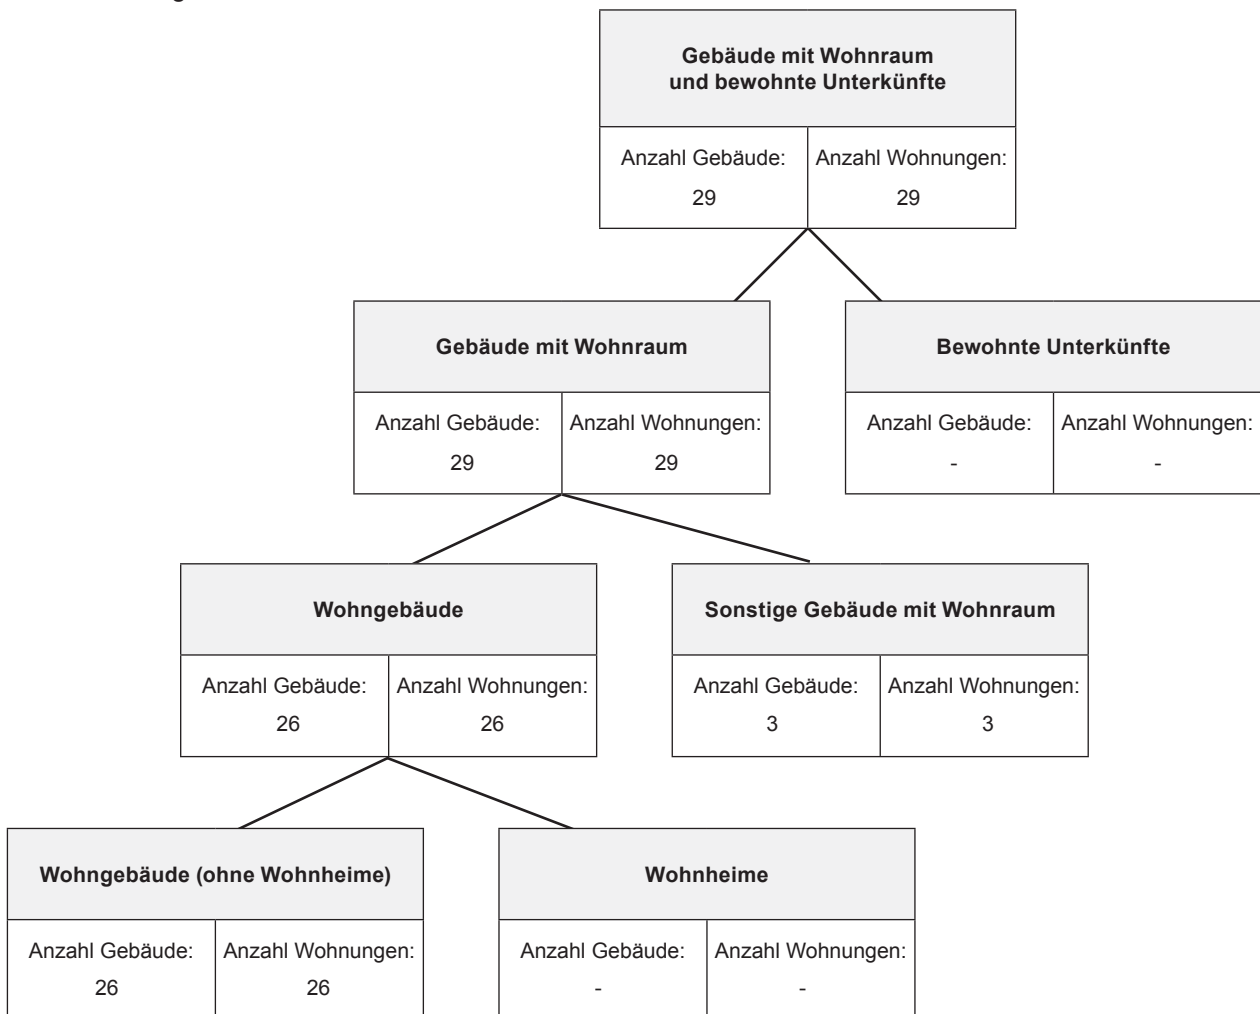 Gebäude mit Wohnraum
und bewohnte Unterkünfte
Anzahl Gebäude: Anzahl Wohnungen:
29 29
Gebäude mit Wohnraum Bewohnte Unterkünfte
Anzahl Gebäude: Anzahl Wohnungen: Anzahl Gebäude: Anzahl Wohnungen:
29 29 - -
Wohngebäude Sonstige Gebäude mit Wohnraum
Anzahl Gebäude: Anzahl Wohnungen: Anzahl Gebäude: Anzahl Wohnungen:
26 26 3 3
Wohngebäude (ohne Wohnheime) Wohnheime
Anzahl Gebäude: Anzahl Wohnungen: Anzahl Gebäude: Anzahl Wohnungen:
26 26 - -